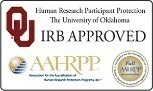 Human Research Participant Protection
The University of Oklahoma
IRB APPROVED
AAHRPP
Association for the Accreditation of
Human Research Protection Programs, Inc.®
Full
AAHRPP